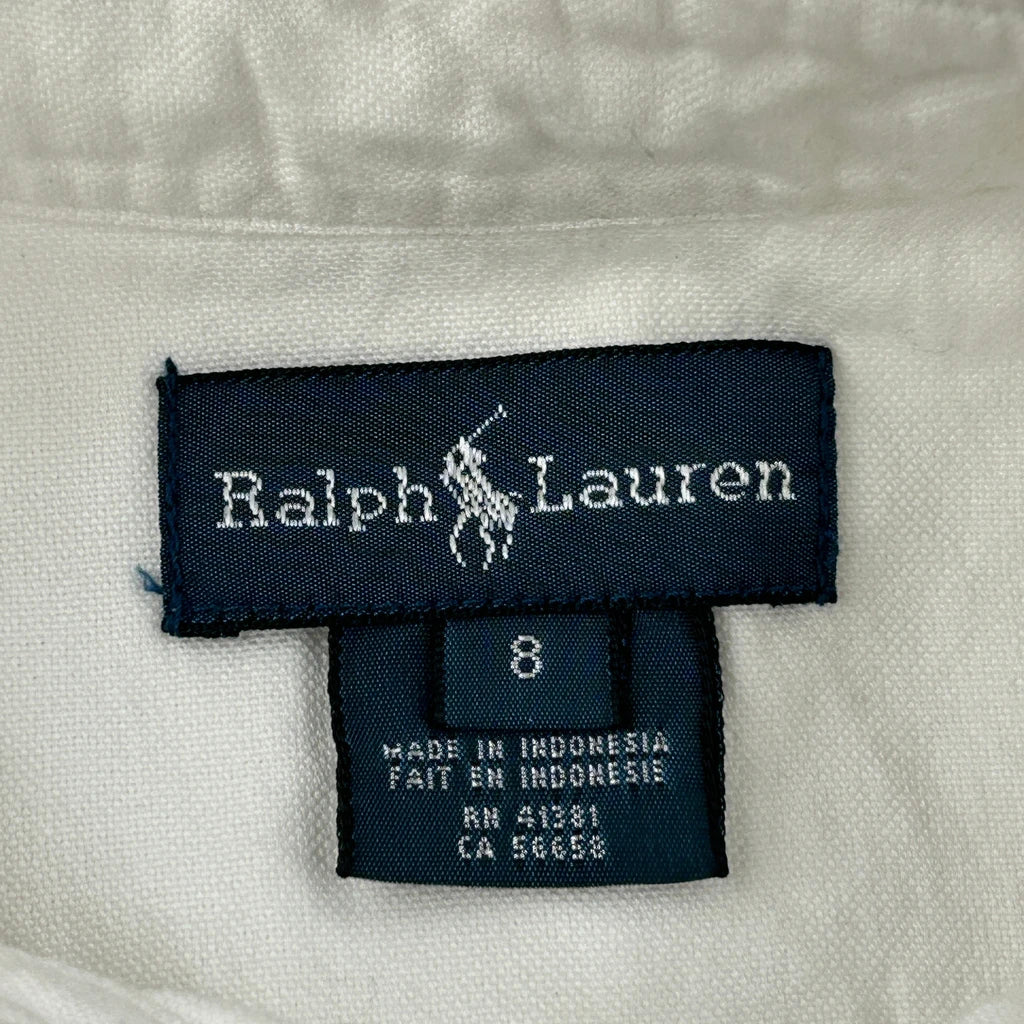 Ralph Lauren
8
MADE IN INDONESIA
FAIT EN INDONESIE
RN 41381
CA 56658